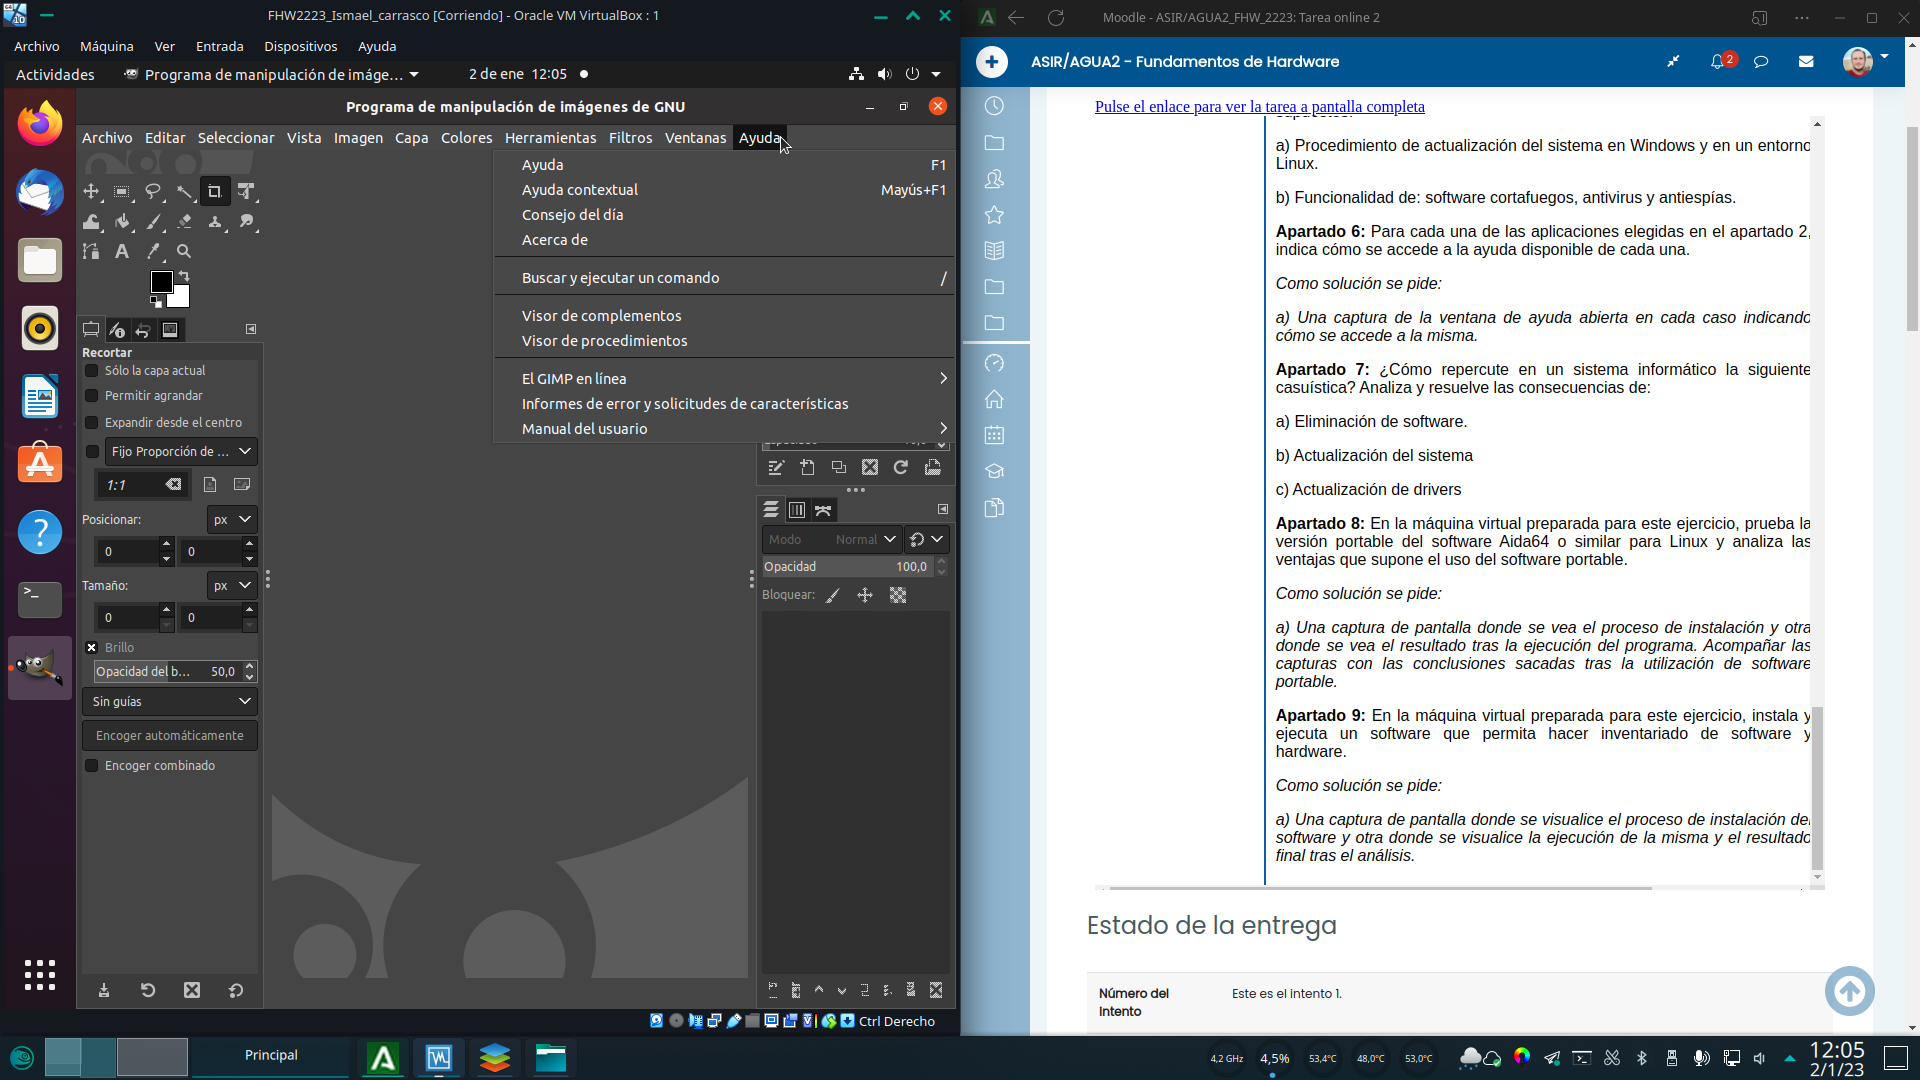 FHW2223_Ismael_carrasco [Corriendo] - Oracle VM VirtualBox : 1
Archivo Máquina Ver Entrada Dispositivos Ayuda
Actividades Programa de manipulación de imáge... 2 de ene 12:05
Programa de manipulación de imágenes de GNU
Archivo Editar Seleccionar Vista Imagen Capa Colores Herramientas Filtros Ventanas Ayuda
Ayuda F1
Ayuda contextual Mayús+F1
Consejo del día
Acerca de
Buscar y ejecutar un comando /
Visor de complementos
Visor de procedimientos
El GIMP en línea
Informes de error y solicitudes de características
Manual del usuario
Recortar
Sólo la capa actual
Permitir agrandar
Expandir desde el centro
Fijo Proporción de ...
1:1
Posicionar: px
0 0
Tamaño: px
0 0
Brillo
Opacidad del b... 50,0
Sin guías
Encoger automáticamente
Encoger combinado
Modo Normal
Opacidad 100,0
Bloquear:
Ctrl Derecho
Moodle - ASIR/AGUA2_FHW_2223: Tarea online 2
ASIR/AGUA2 - Fundamentos de Hardware
2
Pulse el enlace para ver la tarea a pantalla completa
supuestos:
a) Procedimiento de actualización del sistema en Windows y en un entorno
Linux.
b) Funcionalidad de: software cortafuegos, antivirus y antiespías.
Apartado 6: Para cada una de las aplicaciones elegidas en el apartado 2,
indica cómo se accede a la ayuda disponible de cada una.
Como solución se pide:
a) Una captura de la ventana de ayuda abierta en cada caso indicando
cómo se accede a la misma.
Apartado 7: ¿Cómo repercute en un sistema informático la siguiente
casuística? Analiza y resuelve las consecuencias de:
a) Eliminación de software.
b) Actualización del sistema
c) Actualización de drivers
Apartado 8: En la máquina virtual preparada para este ejercicio, prueba la
versión portable del software Aida64 o similar para Linux y analiza las
ventajas que supone el uso del software portable.
Como solución se pide:
a) Una captura de pantalla donde se vea el proceso de instalación y otra
donde se vea el resultado tras la ejecución del programa. Acompañar las
capturas con las conclusiones sacadas tras la utilización de software
portable.
Apartado 9: En la máquina virtual preparada para este ejercicio, instala y
ejecuta un software que permita hacer inventariado de software y
hardware.
Como solución se pide:
a) Una captura de pantalla donde se visualice el proceso de instalación del
software y otra donde se visualice la ejecución de la misma y el resultado
final tras el análisis.
Estado de la entrega
Número del Este es el intento 1.
Intento
Principal
4,2 GHz 4,5% 53,4°C 48,0°C 53,0°C
12:05
2/1/23